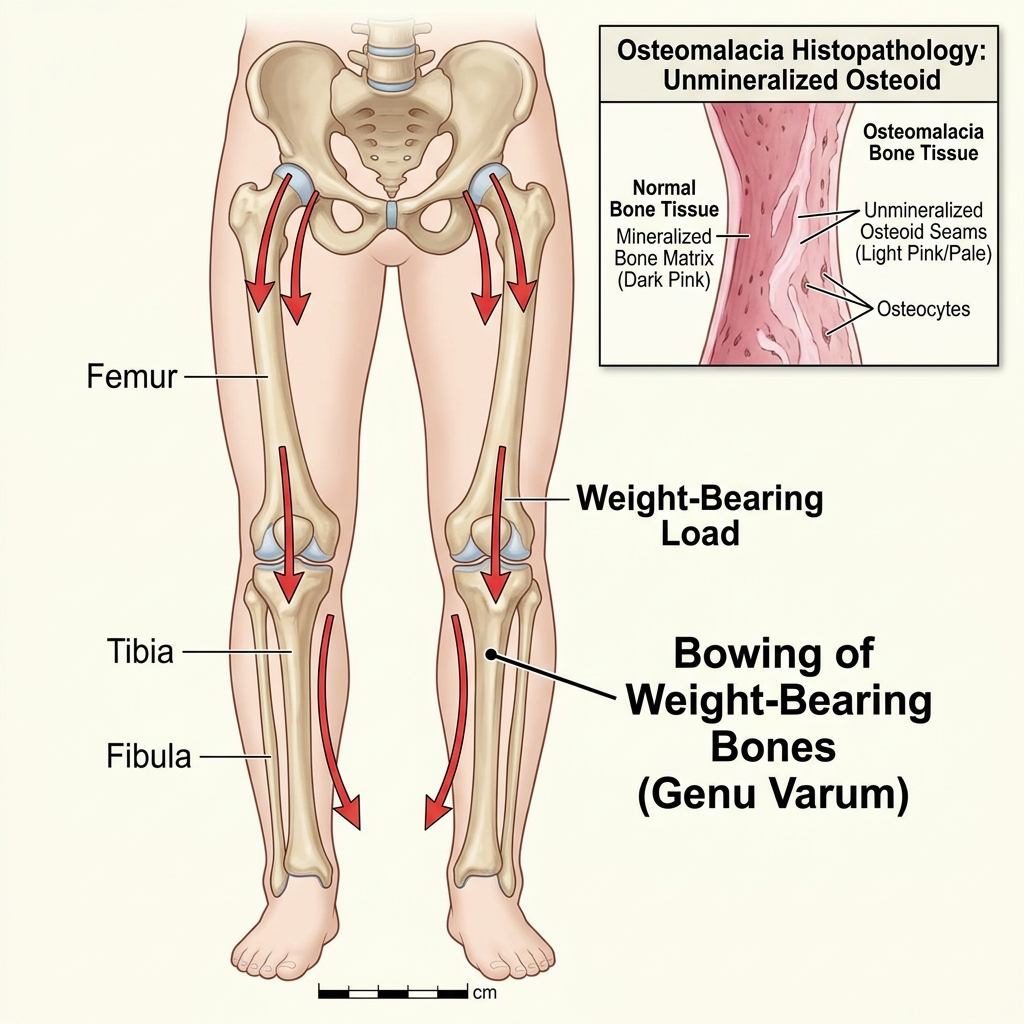 Osteomalacia Histopathology:
Unmineralized Osteoid
Osteomalacia
Bone Tissue
Normal
Bone Tissue
Mineralized
Bone Matrix
(Dark Pink)
Unmineralized
Osteoid Seams
(Light Pink/Pale)
Osteocytes
Femur
Weight-Bearing
Load
Tibia
Fibula
Bowing of
Weight-Bearing
Bones
(Genu Varum)
cm